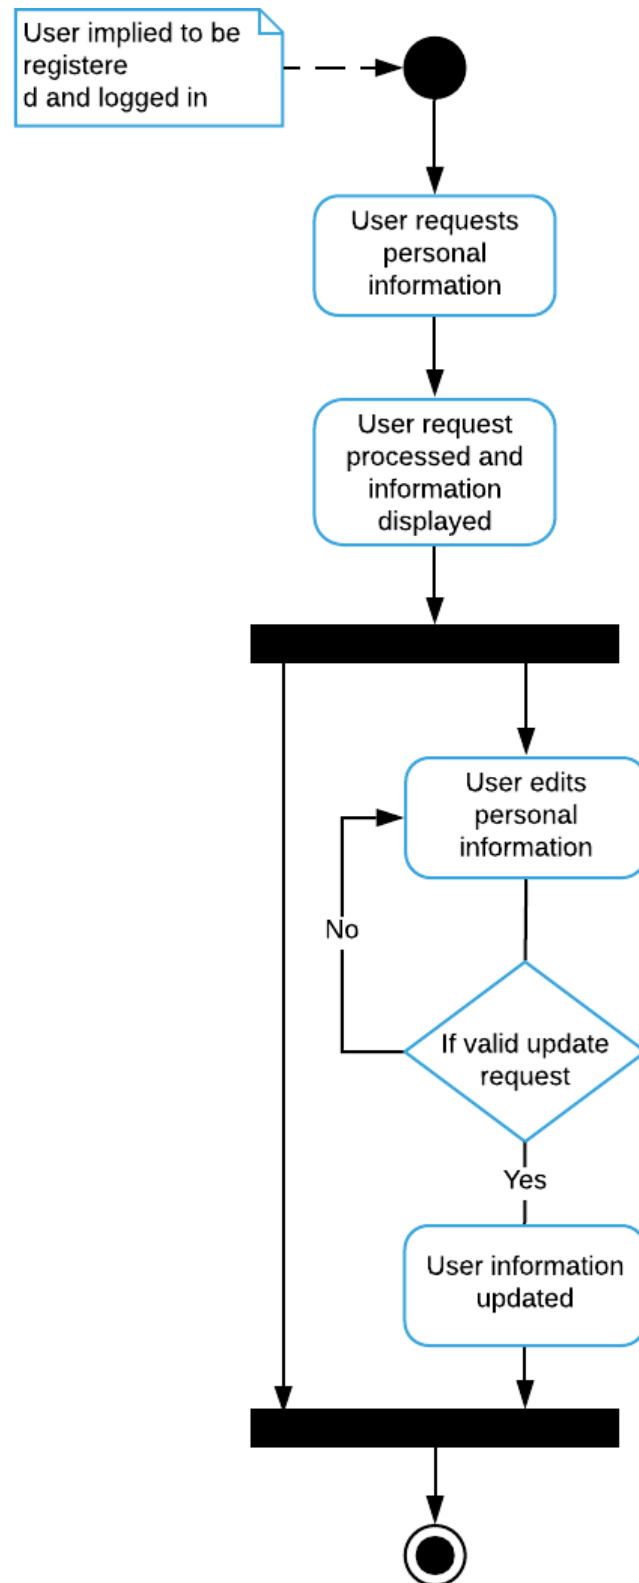 User implied to be
registere
d and logged in
User requests
personal
information
User request
processed and
information
displayed
User edits
personal
information
No
If valid update
request
Yes
User information
updated